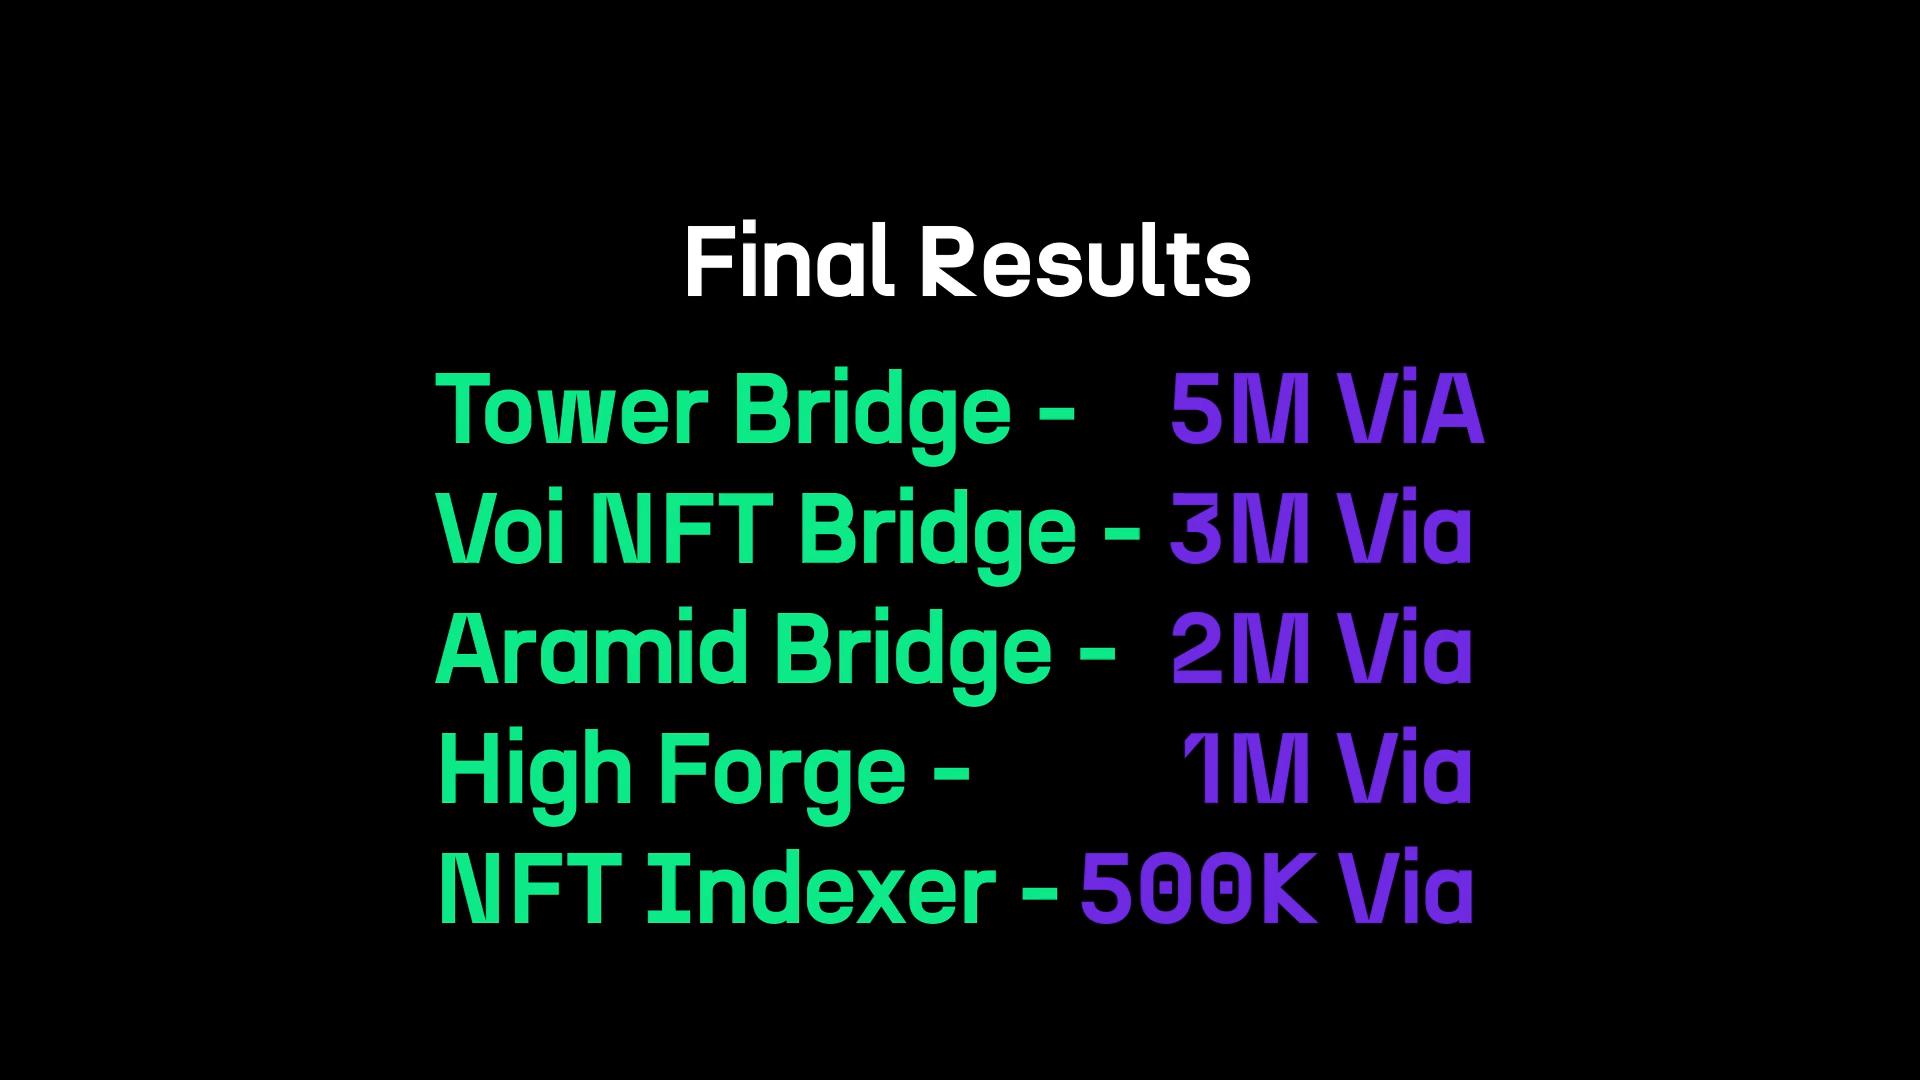 Final Results
Tower Bridge - 5M ViA
Voi NFT Bridge - 3M Via
Aramid Bridge - 2M Via
High Forge - 1M Via
NFT Indexer - 500K Via